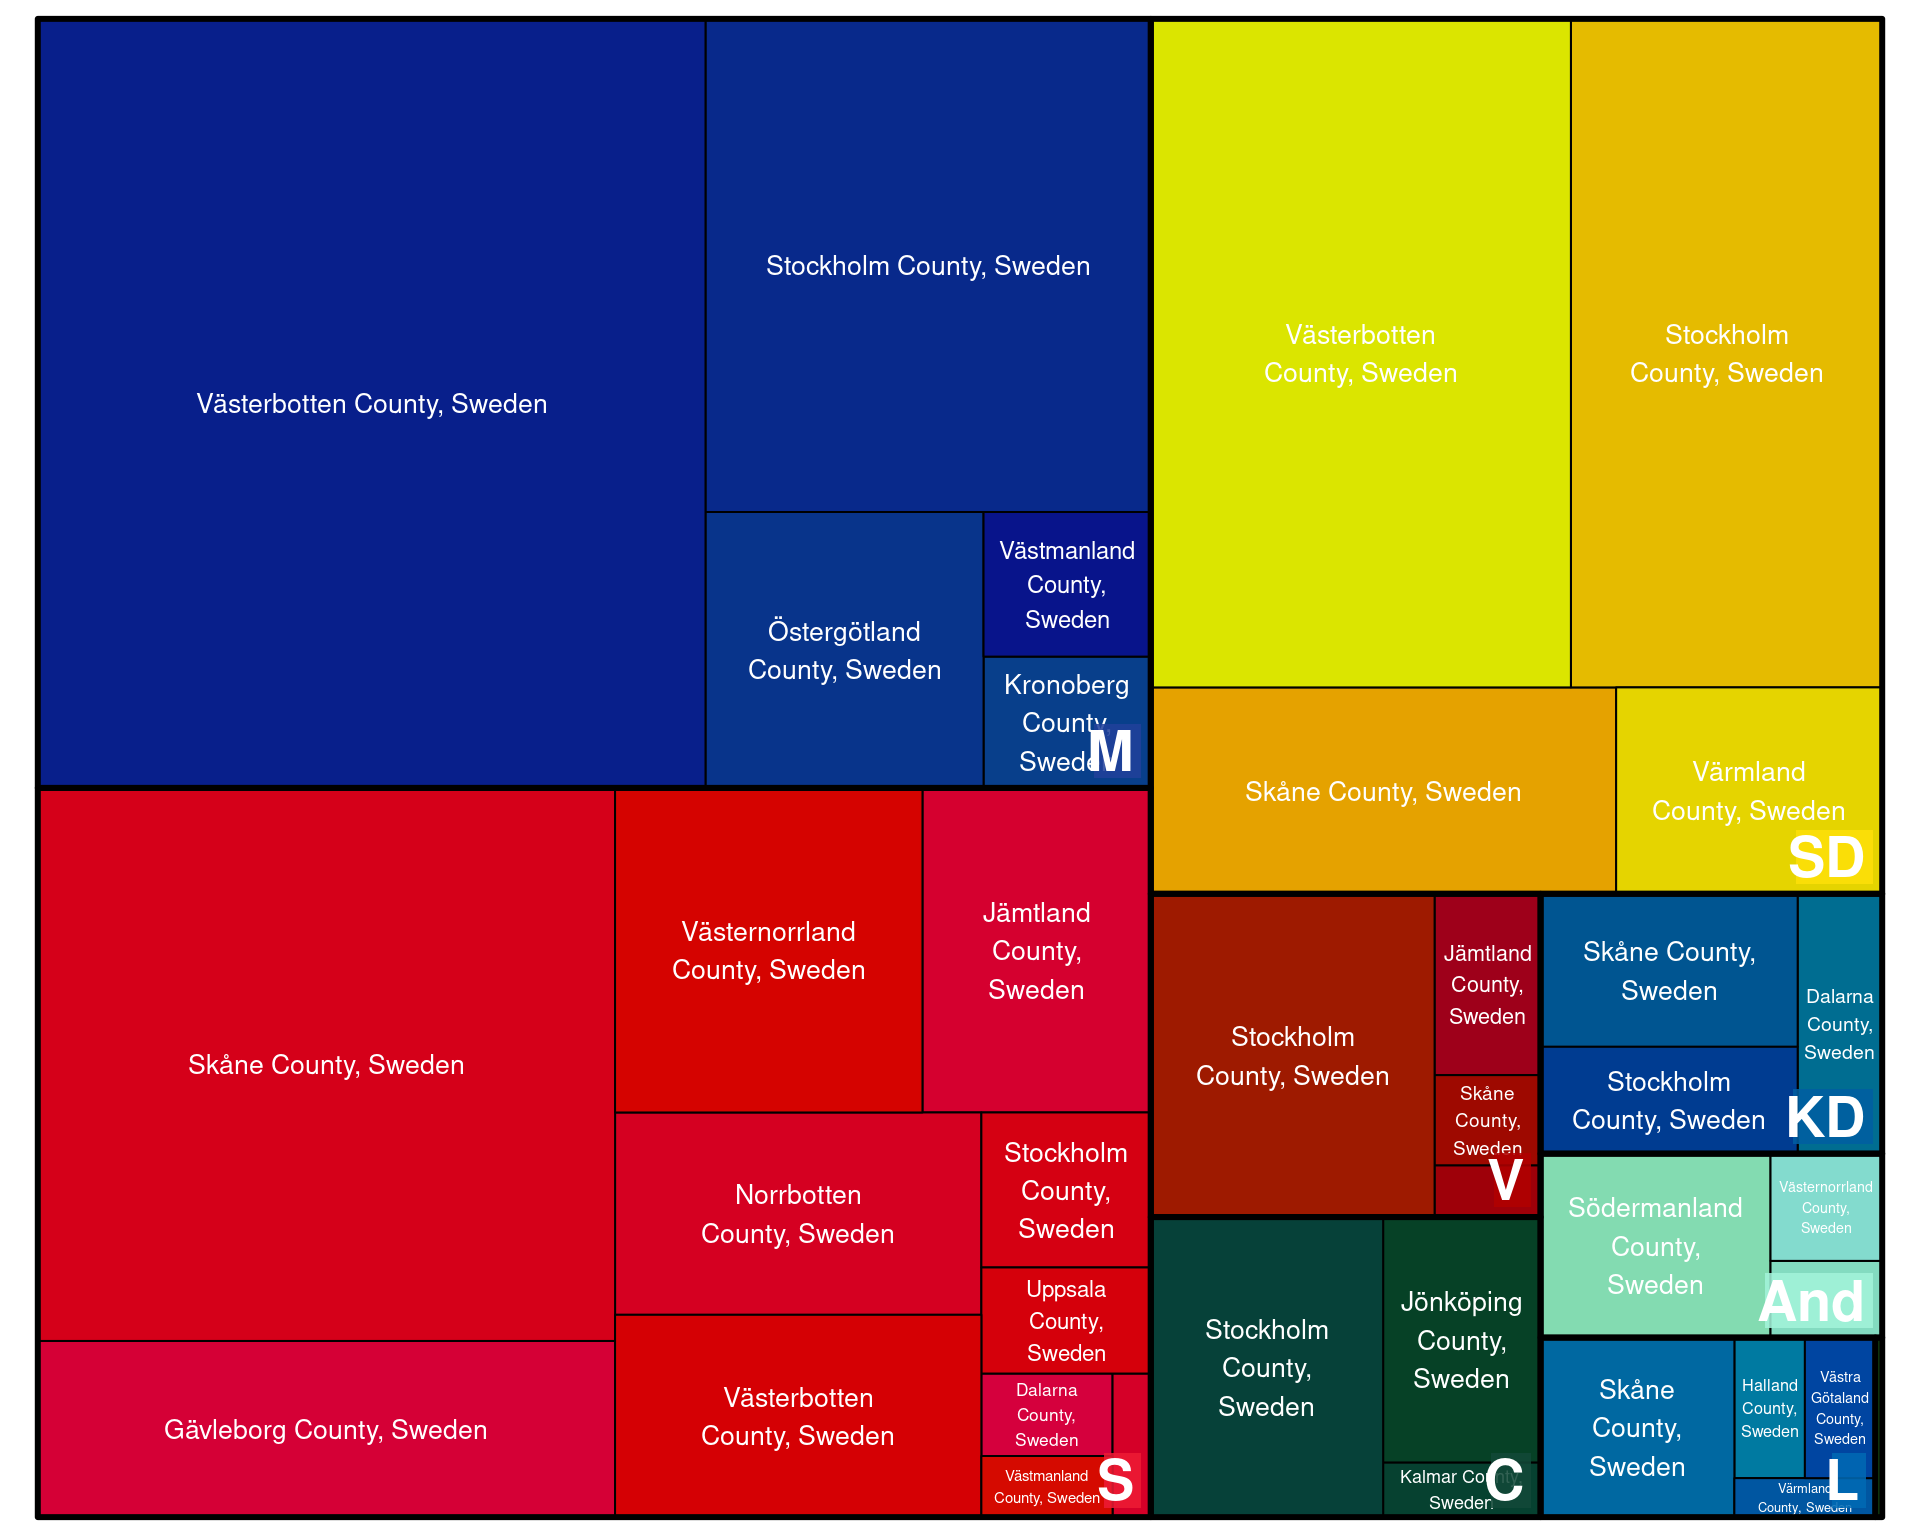 Västerbotten County, Sweden
Stockholm County, Sweden
Östergötland
County, Sweden
Västmanland
County,
Sweden
Kronoberg
County,
Sweden
M
Västerbotten
County, Sweden
Stockholm
County, Sweden
Skåne County, Sweden
Värmland
County, Sweden
SD
Skåne County, Sweden
Gävleborg County, Sweden
Västernorrland
County, Sweden
Jämtland
County,
Sweden
Norrbotten
County, Sweden
Västerbotten
County, Sweden
Stockholm
County,
Sweden
Uppsala
County,
Sweden
Dalarna
County,
Sweden
Västmanland
County, Sweden
S
Stockholm
County, Sweden
Jämtland
County,
Sweden
Skåne
County,
Sweden
V
Stockholm
County,
Sweden
Jönköping
County,
Sweden
Kalmar County,
Sweden
C
Skåne County,
Sweden
Stockholm
County, Sweden
Dalarna
County,
Sweden
KD
Södermanland
County,
Sweden
Västernorrland
County,
Sweden
And
Skåne
County,
Sweden
Halland
County,
Sweden
Västra
Götaland
County,
Sweden
Värmland
County, Sweden
L